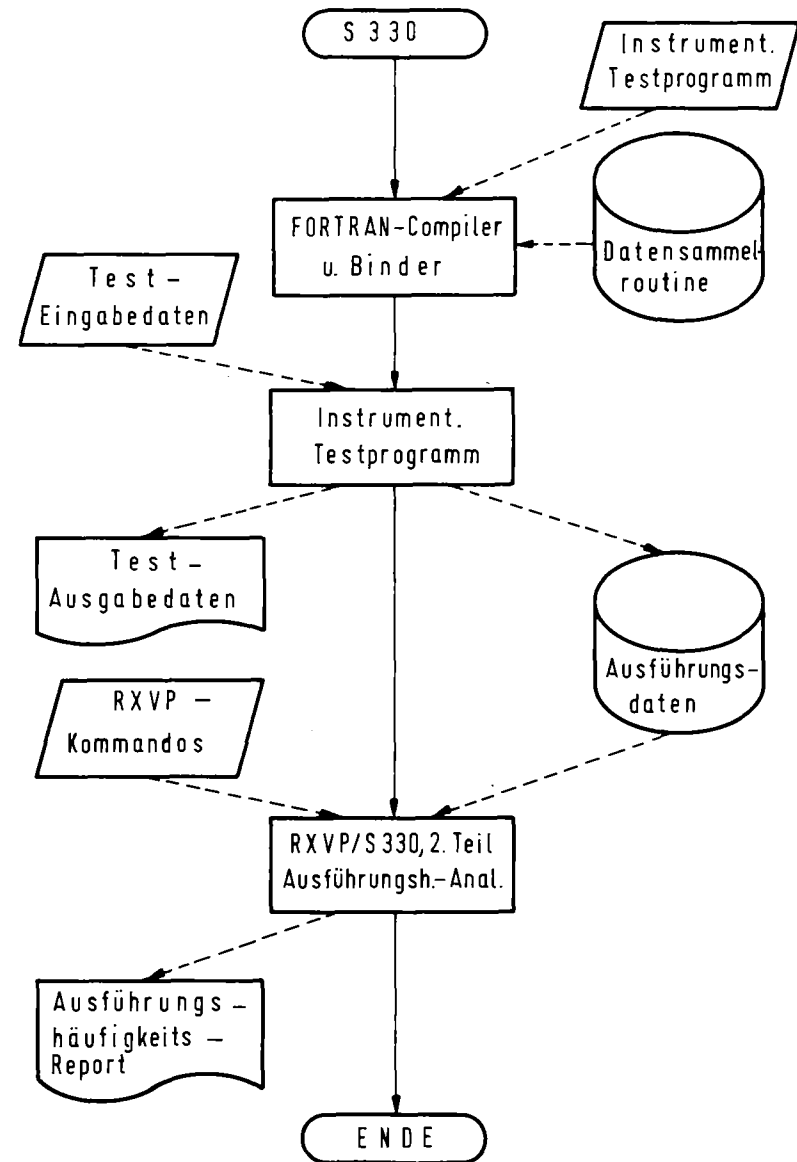 S 330
Instrument.
Testprogramm
FORTRAN-Compiler
u. Binder
Datensammel-
routine
Test-
Eingabedaten
Instrument.
Testprogramm
Test-
Ausgabedaten
Ausführungs-
daten
RXVP-
Kommandos
RXVP/S330, 2. Teil
Ausführungsh.-Anal.
Ausführungs-
häufigkeits-
Report
ENDE